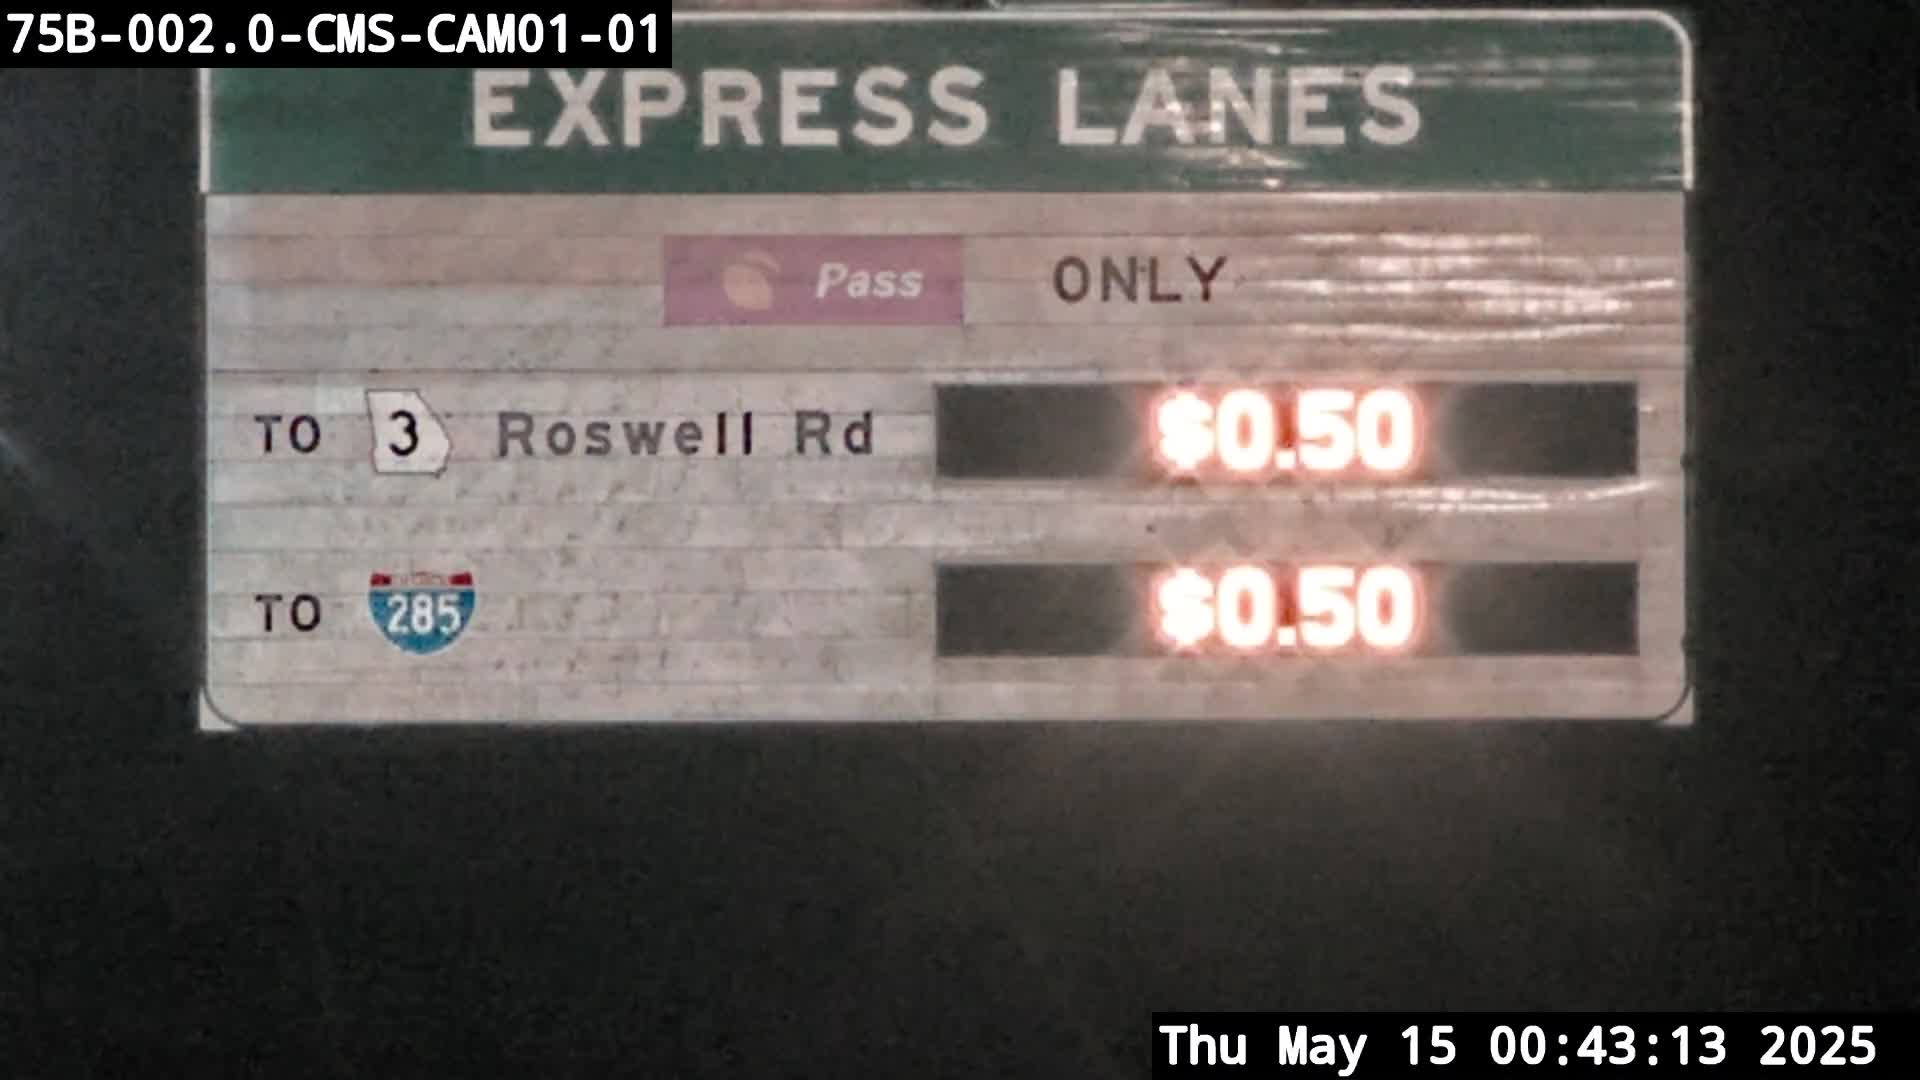 75B-002.0-CMS-CAM01-01
EXPRESS LANES
Pass ONLY
TO 3 Roswell Rd $0.50
TO 285 $0.50
Thu May 15 00:43:13 2025